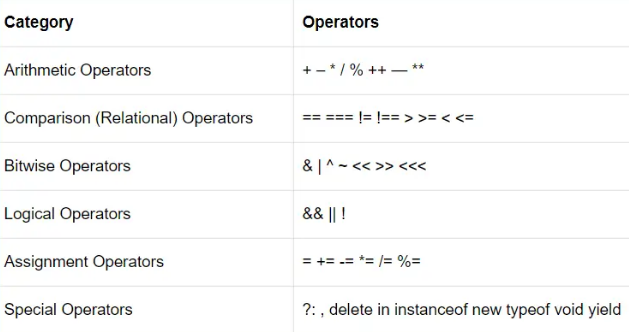 Category Operators
Arithmetic Operators + – * / % ++ — **
Comparison (Relational) Operators == === != !== > >= < <=
Bitwise Operators & | ^ ~ << >> <<<
Logical Operators && || !
Assignment Operators = += -= *= /= %=
Special Operators ?: , delete in instanceof new typeof void yield